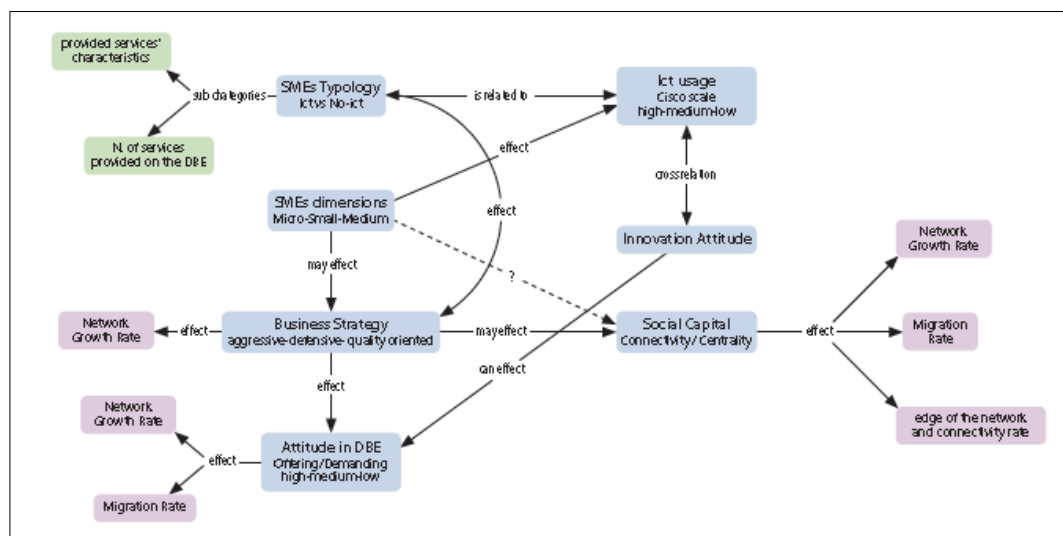 provided services'
characteristics
sub chategories
SMEs Typology
Ict vs No-ict
is related to
Ict usage
Cisco scale
high-medium-low
N. of services
provided on the DBE
effect
cross relation
SMEs dimensions
Micro-Small-Medium
effect
Innovation Attitude
Network
Growth Rate
may effect
?
Network
Growth Rate
effect
Business Strategy
aggressive-defensive- quality oriented
may effect
Social Capital
Connectivity / Centrality
effect
Migration
Rate
can effect
effect
Network
Growth Rate
edge of the network
and connectivity rate
effect
Attitude in DBE
Offering/Demanding
high-medium-low
Migration Rate